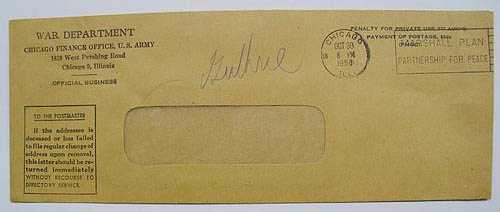 WAR DEPARTMENT
CHICAGO FINANCE OFFICE, U. S. ARMY
1819 West Pershing Road
Chicago 9, Illinois
OFFICIAL BUSINESS
Guthrie
CHICAGO
OCT 30
8 PM
1950
ILL.
PENALTY FOR PRIVATE USE TO AVOID
PAYMENT OF POSTAGE, $300
MARSHALL PLAN
PARTNERSHIP FOR PEACE
TO THE POSTMASTER
If the addressee is
deceased or has failed
to file regular change of
address upon removal,
this letter should be re-
turned immediately
WITHOUT RECOURSE TO
DIRECTORY SERVICE.